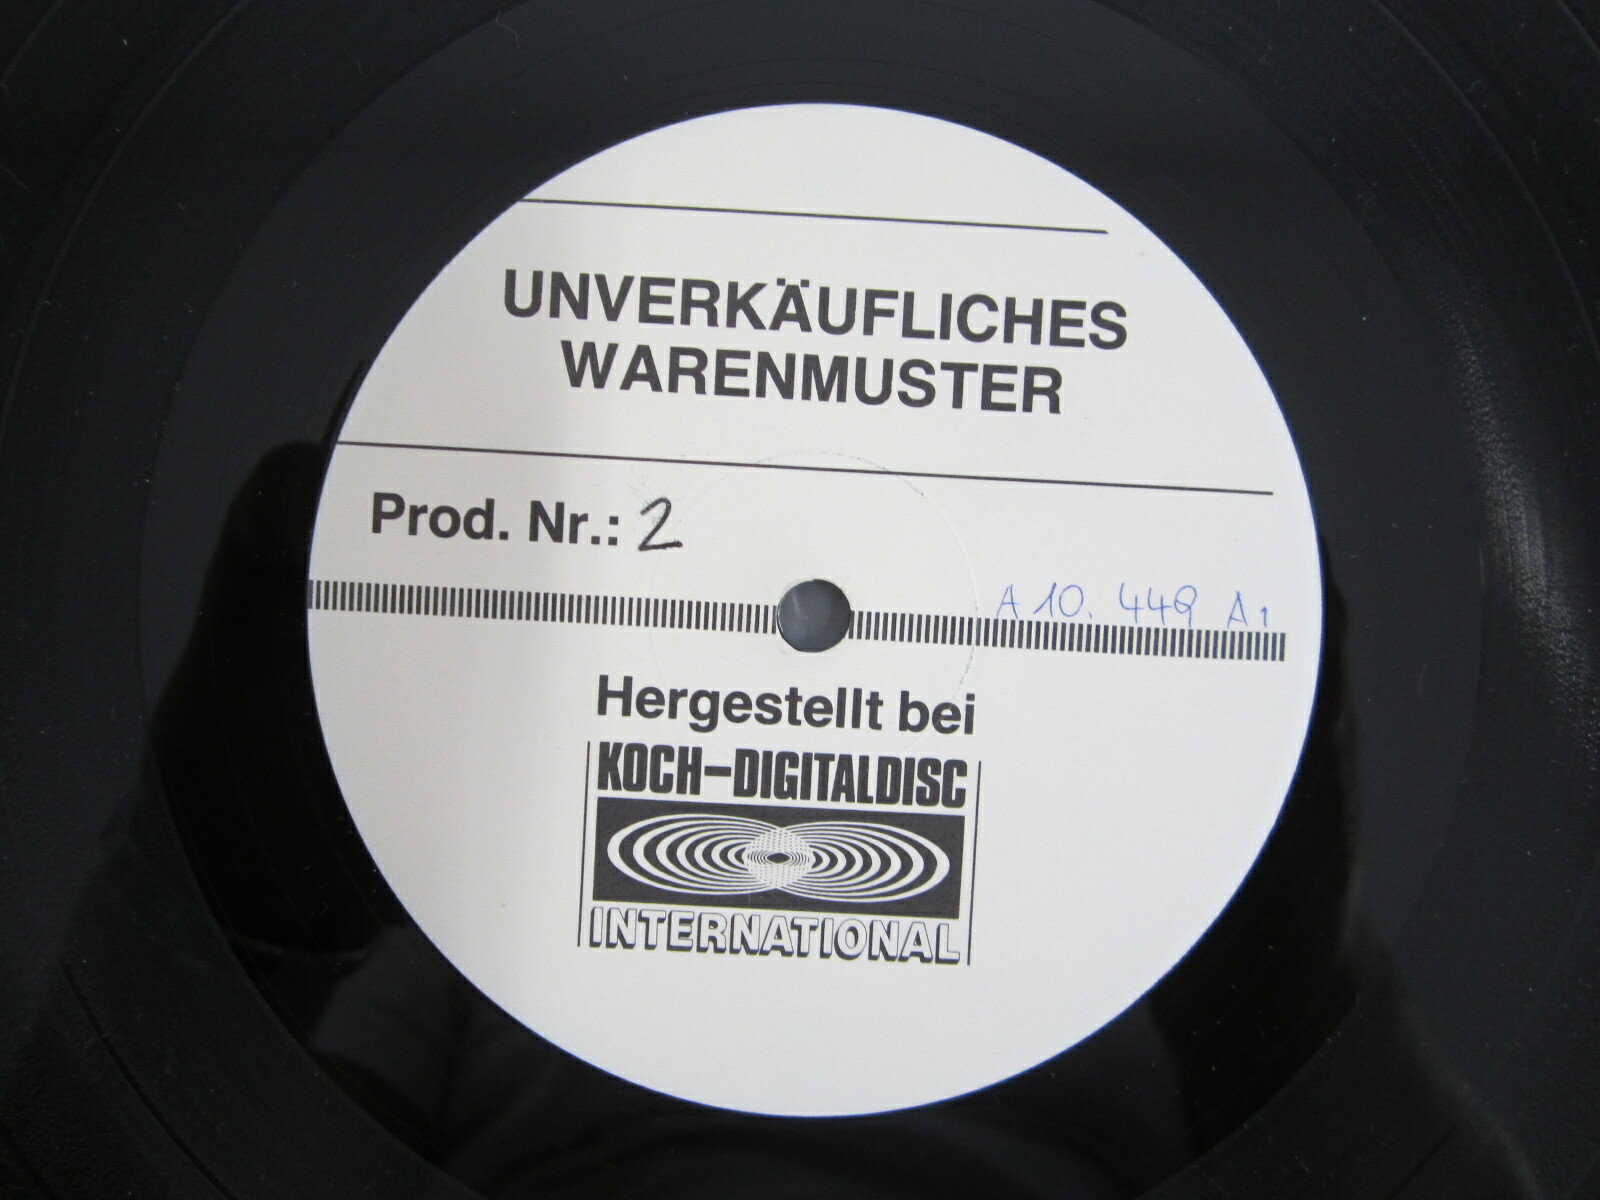 UNVERKÄUFLICHES
WARENMUSTER
Prod. Nr.: 2
A 10. 449 A1
Hergestellt bei
KOCH-DIGITALDISC
INTERNATIONAL